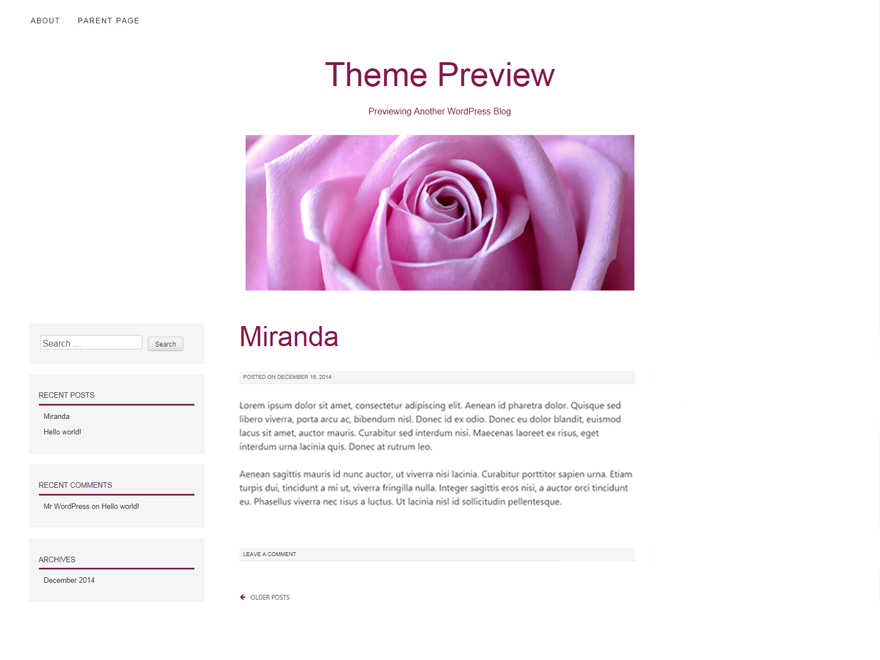 ABOUT PARENT PAGE
Theme Preview
Previewing Another WordPress Blog
Search ... Search
RECENT POSTS
Miranda
Hello world!
RECENT COMMENTS
Mr WordPress on Hello world!
ARCHIVES
December 2014
Miranda
POSTED ON DECEMBER 16, 2014
Lorem ipsum dolor sit amet, consectetur adipiscing elit. Aenean id pharetra dolor. Quisque sed
libero viverra, porta arcu ac, bibendum nisl. Donec id ex odio. Donec eu dolor blandit, euismod
lacus sit amet, auctor mauris. Curabitur sed interdum nisi. Maecenas laoreet ex risus, eget
interdum urna lacinia quis. Donec at rutrum leo.
Aenean sagittis mauris id nunc auctor, ut viverra nisi lacinia. Curabitur porttitor sapien urna. Etiam
turpis dui, tincidunt a mi ut, viverra fringilla nulla. Integer sagittis eros nisi, a auctor orci tincidunt
eu. Phasellus viverra nec risus a luctus. Ut lacinia nisl id sollicitudin pellentesque.
LEAVE A COMMENT
← OLDER POSTS